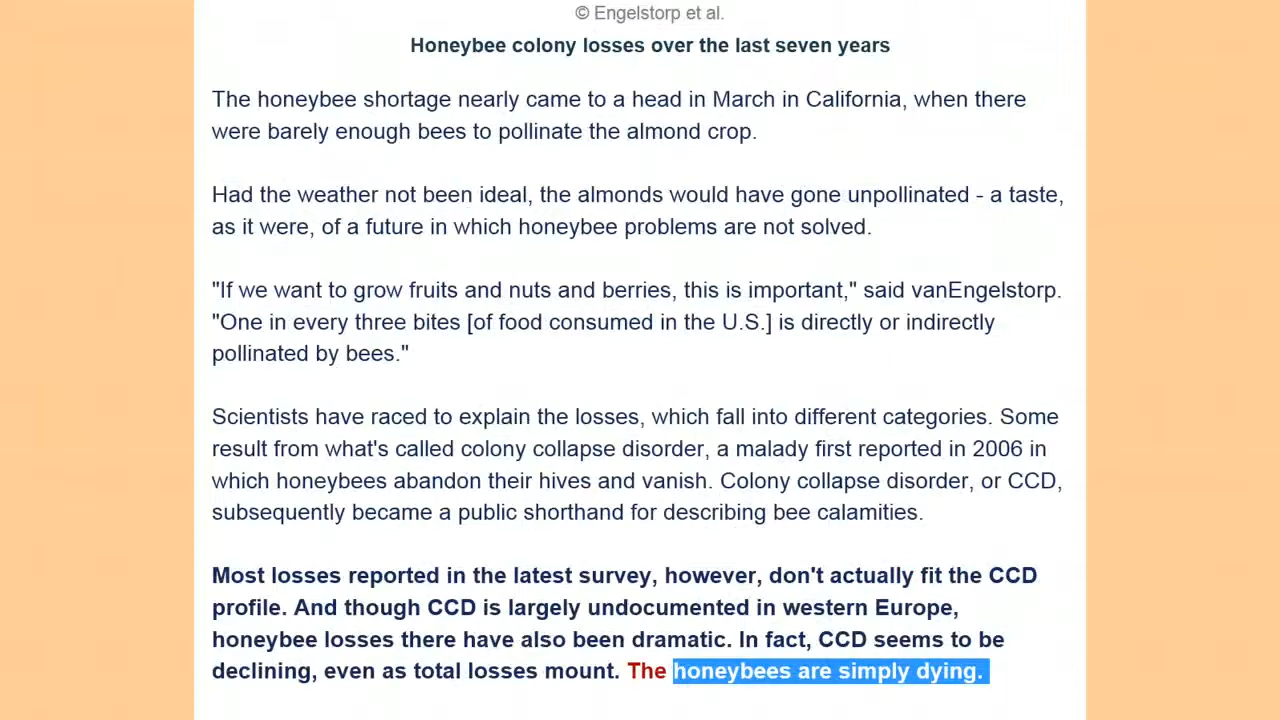 © Engelstorp et al.
Honeybee colony losses over the last seven years
The honeybee shortage nearly came to a head in March in California, when there
were barely enough bees to pollinate the almond crop.
Had the weather not been ideal, the almonds would have gone unpollinated - a taste,
as it were, of a future in which honeybee problems are not solved.
"If we want to grow fruits and nuts and berries, this is important," said vanEngelstorp.
"One in every three bites [of food consumed in the U.S.] is directly or indirectly
pollinated by bees."
Scientists have raced to explain the losses, which fall into different categories. Some
result from what's called colony collapse disorder, a malady first reported in 2006 in
which honeybees abandon their hives and vanish. Colony collapse disorder, or CCD,
subsequently became a public shorthand for describing bee calamities.
Most losses reported in the latest survey, however, don't actually fit the CCD
profile. And though CCD is largely undocumented in western Europe,
honeybee losses there have also been dramatic. In fact, CCD seems to be
declining, even as total losses mount. The honeybees are simply dying.